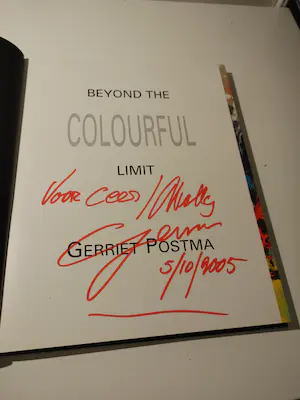 BEYOND THE
COLOURFUL
LIMIT
Voor Cees /
GERRIET POSTMA
5/10/2005